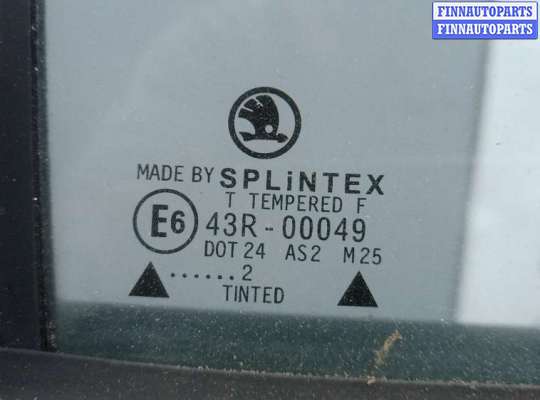 FINNAUTOPARTS
FINNAUTOPARTS
MADE BY SPLiNTEX
T TEMPERED F
E6 43R-00049
DOT 24 AS2 M25
......2
TINTED